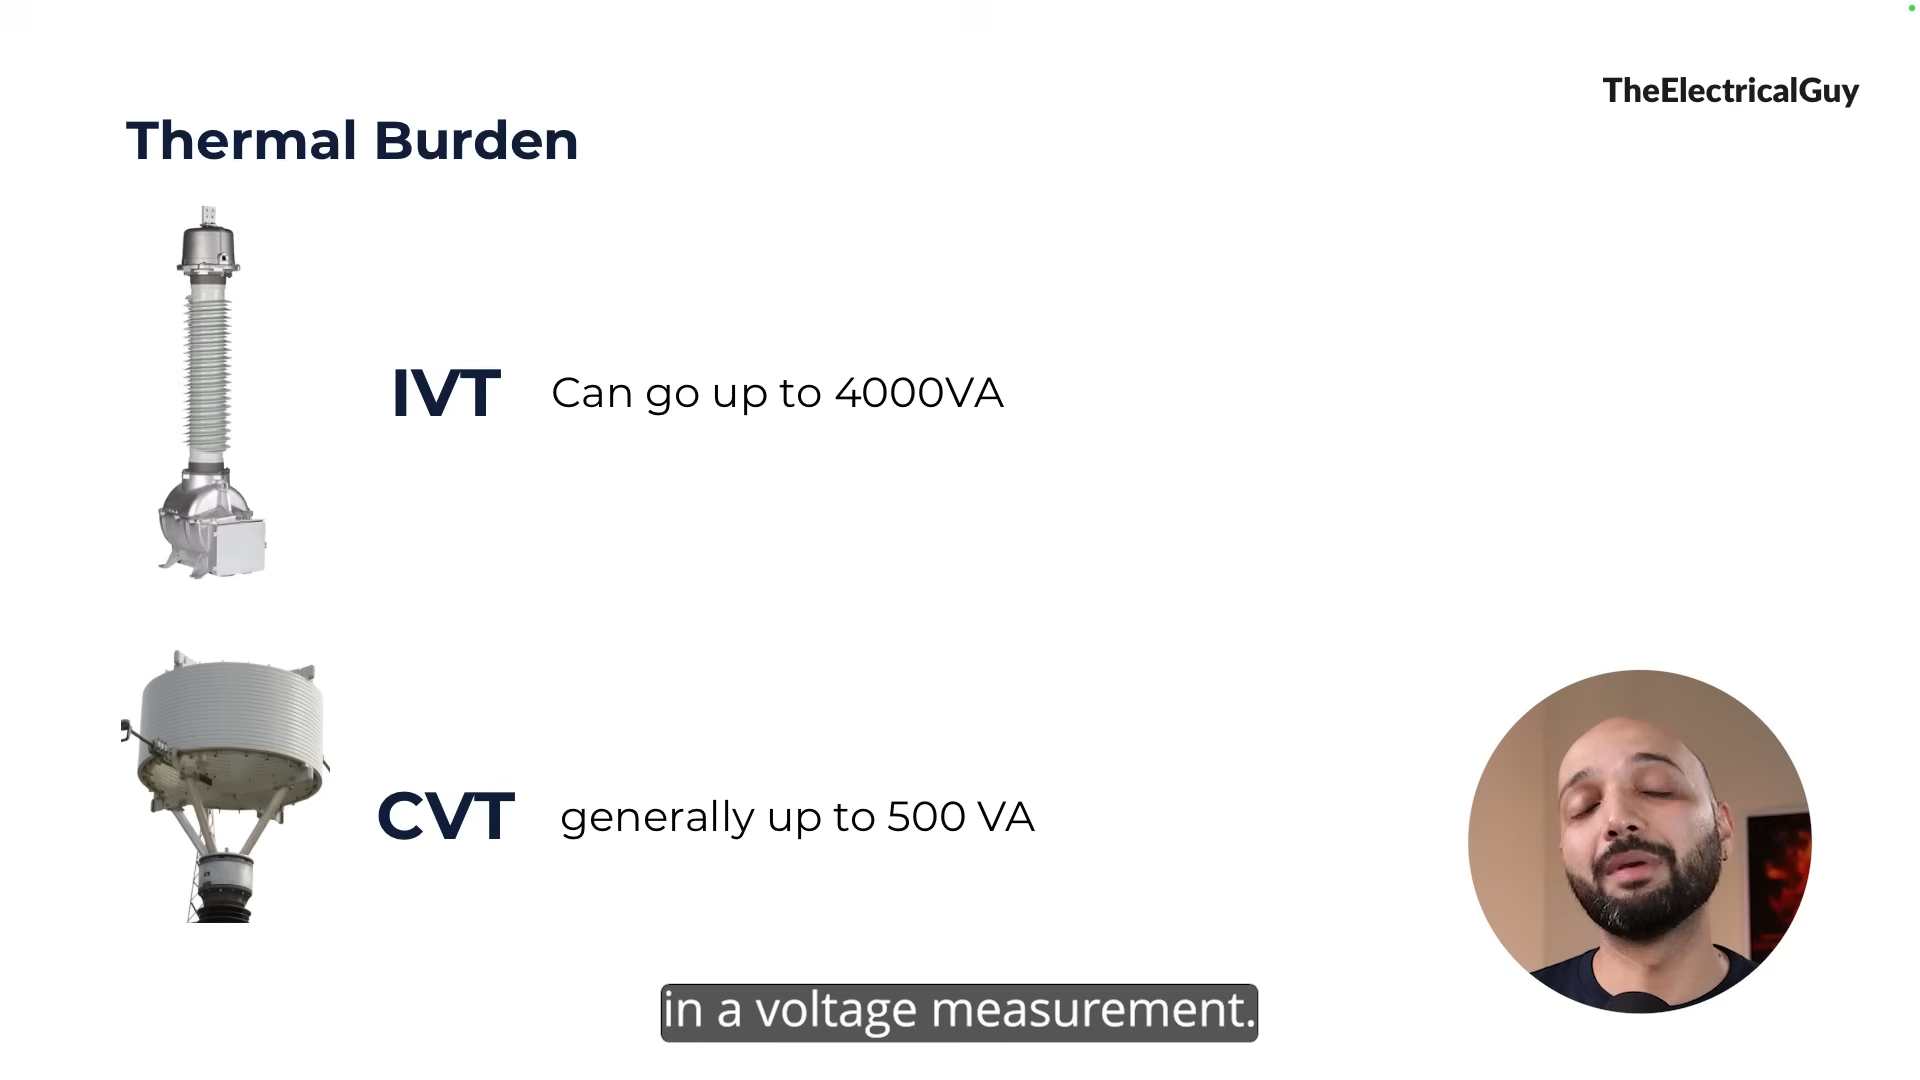 TheElectricalGuy
Thermal Burden
IVT Can go up to 4000VA
CVT generally up to 500 VA
in a voltage measurement.